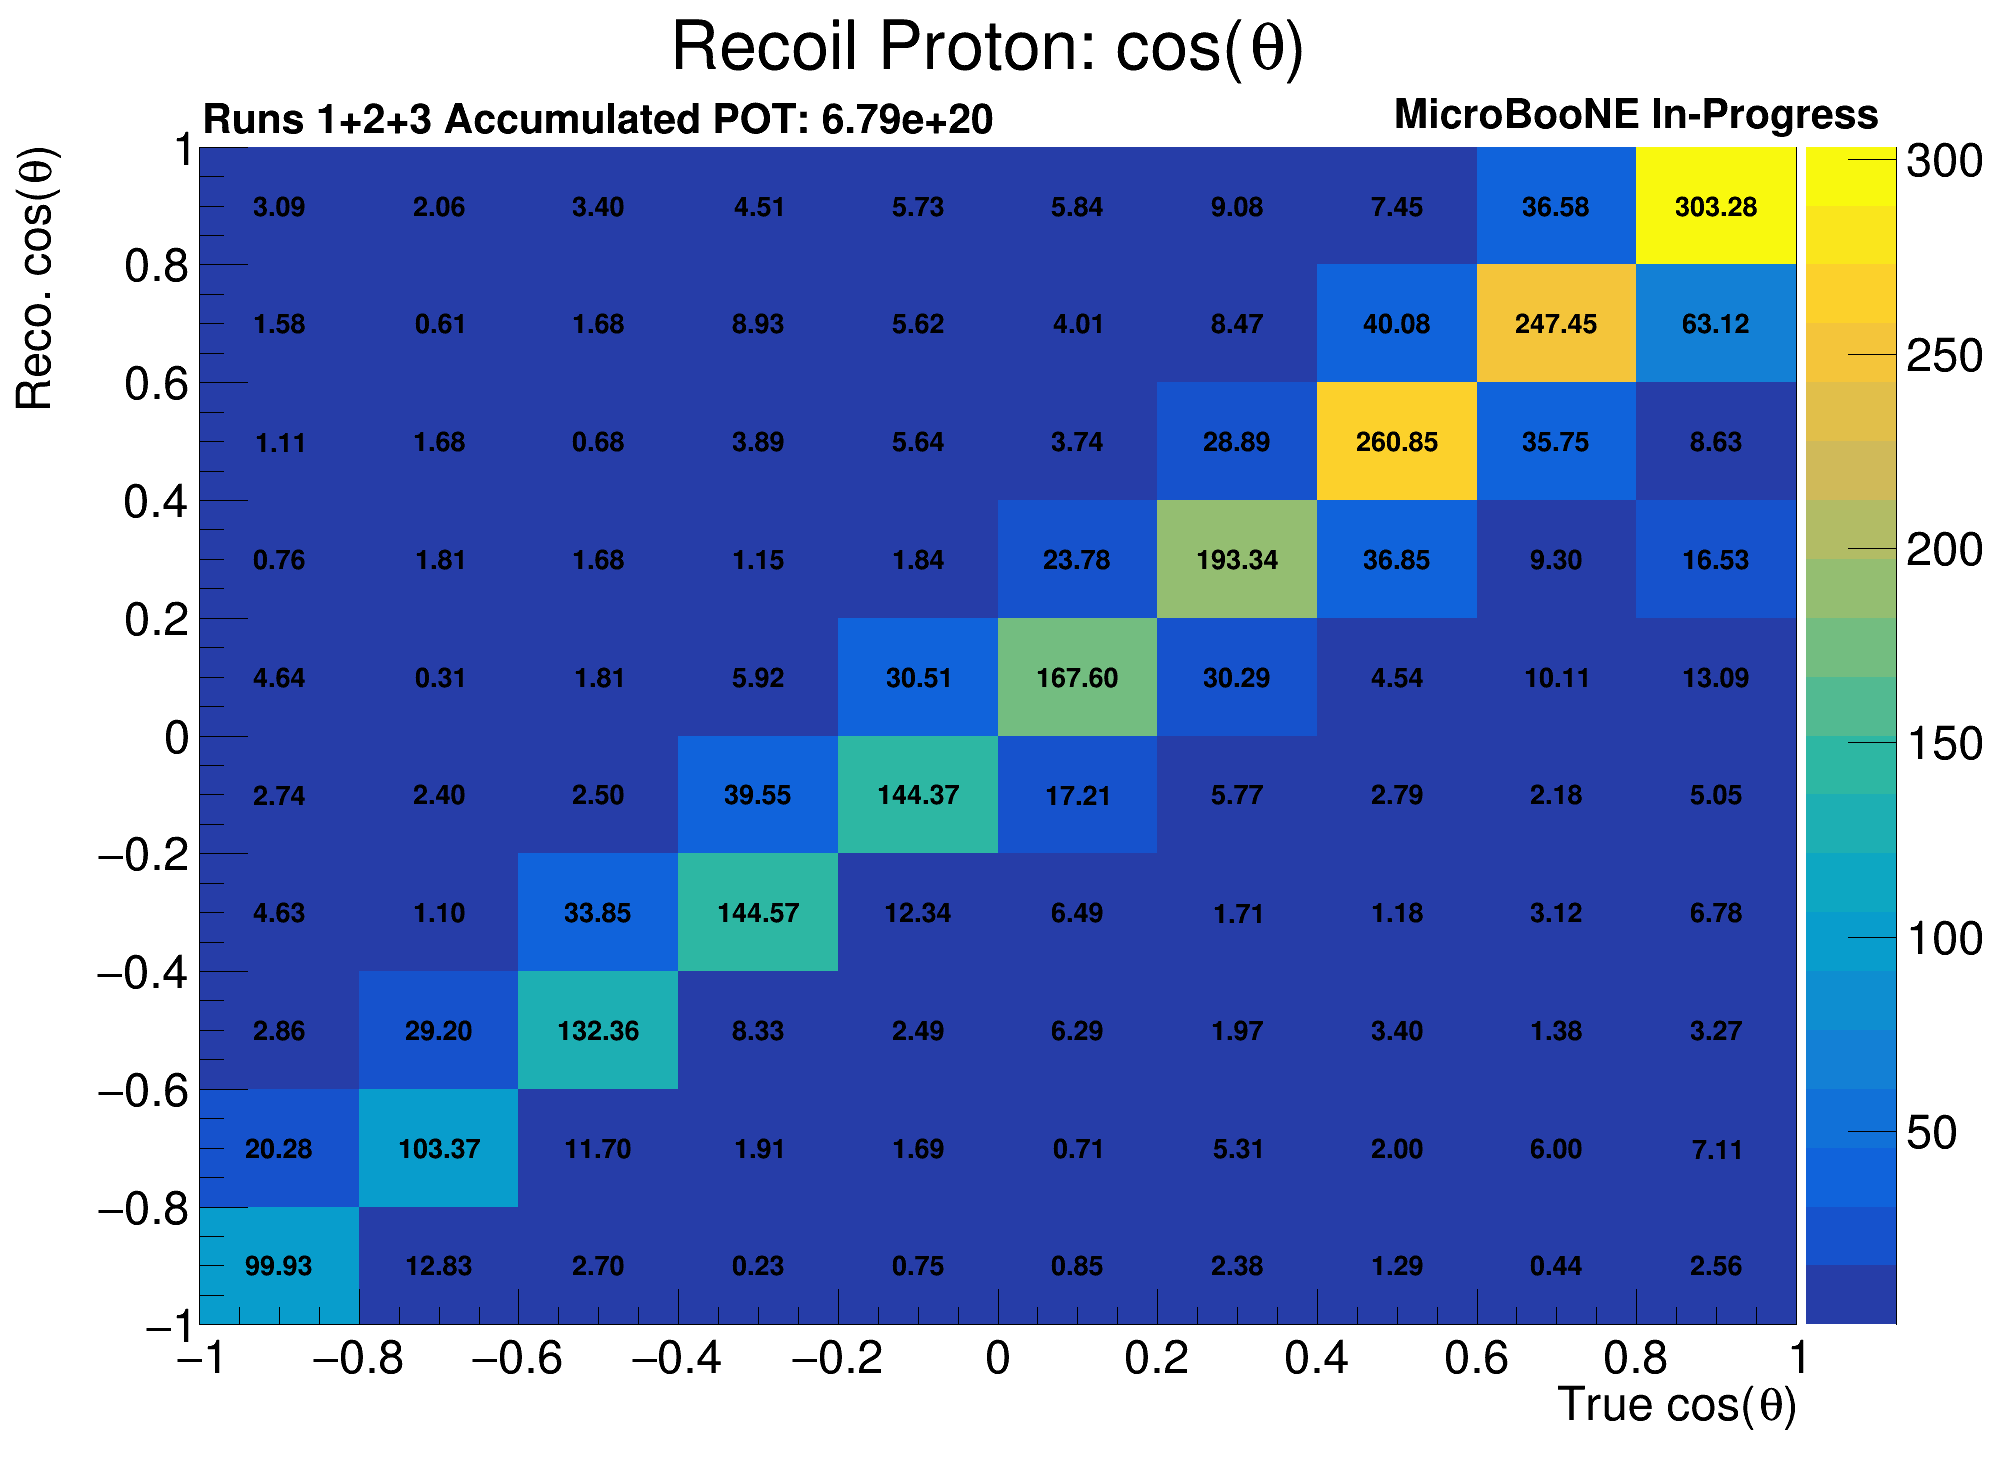 Recoil Proton: cos(θ)
Runs 1+2+3 Accumulated POT: 6.79e+20
MicroBooNE In-Progress
Reco. cos(θ)
1
3.09 2.06 3.40 4.51 5.73 5.84 9.08 7.45 36.58 303.28
0.8
1.58 0.61 1.68 8.93 5.62 4.01 8.47 40.08 247.45 63.12
0.6
1.11 1.68 0.68 3.89 5.64 3.74 28.89 260.85 35.75 8.63
0.4
0.76 1.81 1.68 1.15 1.84 23.78 193.34 36.85 9.30 16.53
0.2
4.64 0.31 1.81 5.92 30.51 167.60 30.29 4.54 10.11 13.09
0
2.74 2.40 2.50 39.55 144.37 17.21 5.77 2.79 2.18 5.05
−0.2
4.63 1.10 33.85 144.57 12.34 6.49 1.71 1.18 3.12 6.78
−0.4
2.86 29.20 132.36 8.33 2.49 6.29 1.97 3.40 1.38 3.27
−0.6
20.28 103.37 11.70 1.91 1.69 0.71 5.31 2.00 6.00 7.11
−0.8
99.93 12.83 2.70 0.23 0.75 0.85 2.38 1.29 0.44 2.56
−1
−1 −0.8 −0.6 −0.4 −0.2 0 0.2 0.4 0.6 0.8 1
True cos(θ)
300
250
200
150
100
50